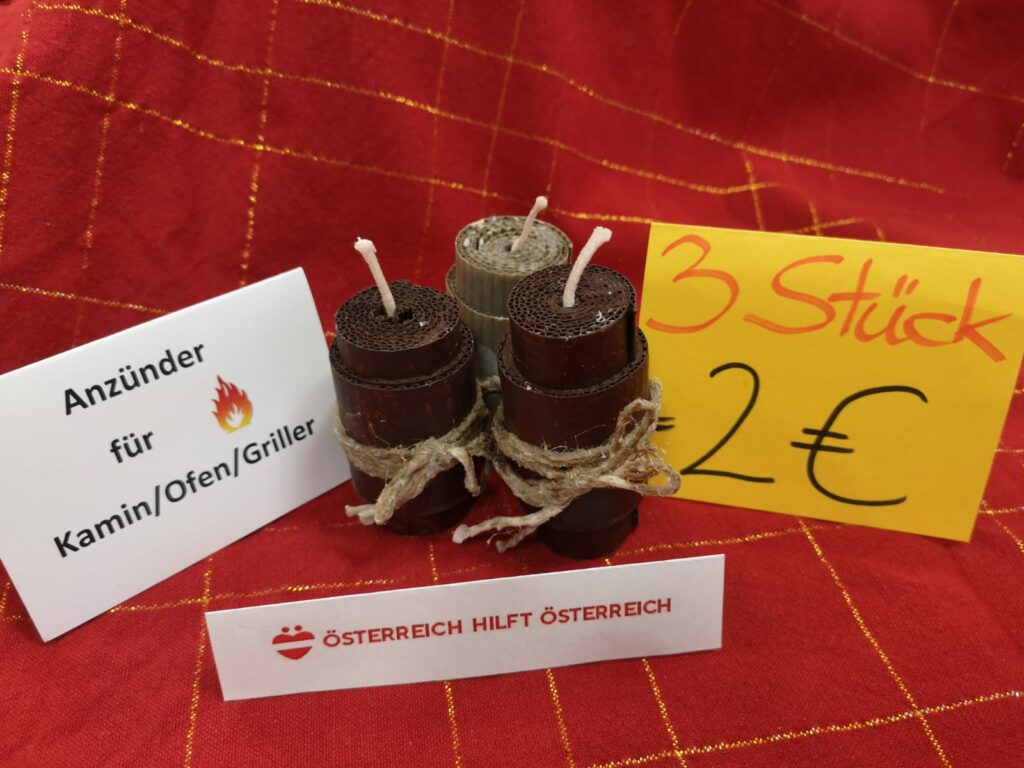 Anzünder
für
Kamin/Ofen/Griller
3 Stück
=2€
ÖSTERREICH HILFT ÖSTERREICH